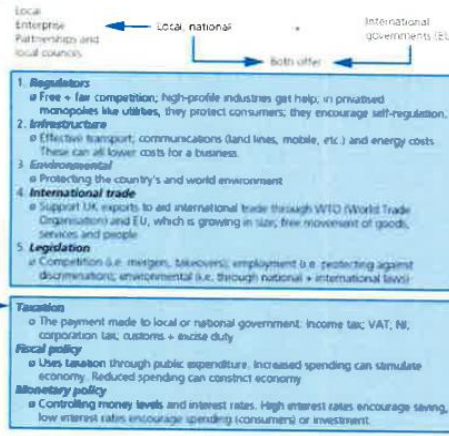 Local
Enterprise
Partnerships and
local councils
Local, national
International
governments (EU
Both offer
1. Regulators
Free + fair competition; high-profile industries get help; in privatised
monopolies like utilities, they protect consumers; they encourage self-regulation.
2. Infrastructure
Effective transport; communications (land lines, mobile, etc.) and energy costs
These can all lower costs for a business.
3. Environmental
Protecting the country's and world environment
4. International trade
Support UK exports to aid international trade through WTO (World Trade
Organisation) and EU, which is growing in size; free movement of goods,
services and people
5. Legislation
Competition (i.e. mergers, takeovers); employment (i.e. protecting against
discrimination); environmental (i.e. through national + international laws)
Taxation
The payment made to local or national government: income tax; VAT, NI;
corporation tax; customs + excise duty
Fiscal policy
Uses taxation through public expenditure. Increased spending can stimulate
economy. Reduced spending can constrict economy
Monetary policy
Controlling money levels and interest rates. High interest rates encourage saving,
low interest rates encourage spending (consumers) or investment